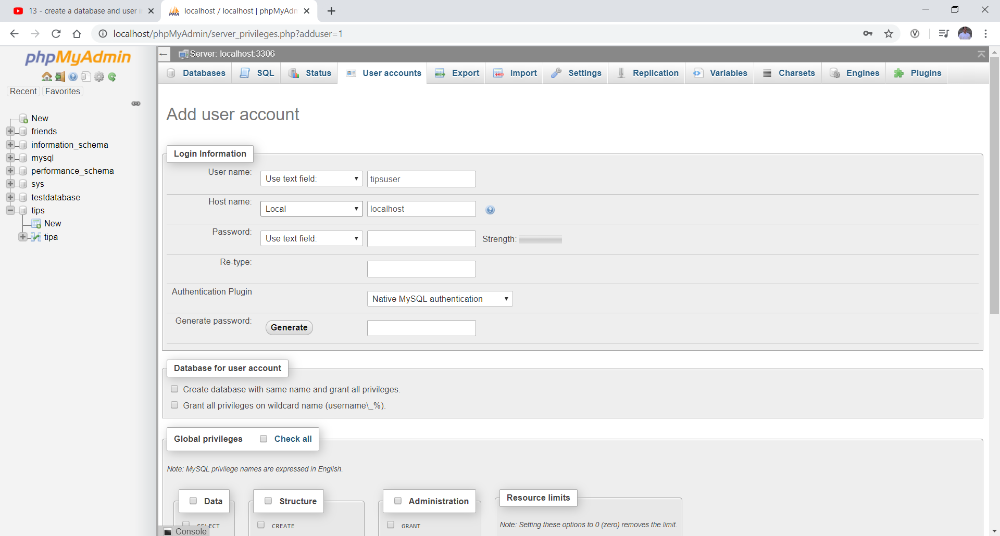 13 - create a database and user i
localhost / localhost | phpMyAdm
localhost/phpMyAdmin/server_privileges.php?adduser=1
phpMyAdmin
Recent
Favorites
New
friends
information_schema
mysql
performance_schema
sys
testdatabase
tips
New
tipa
Server: localhost:3306
Databases
SQL
Status
User accounts
Export
Import
Settings
Replication
Variables
Charsets
Engines
Plugins
Add user account
Login Information
User name:
Use text field:
tipsuser
Host name:
Local
localhost
Password:
Use text field:
Strength:
Re-type:
Authentication Plugin
Native MySQL authentication
Generate password:
Generate
Database for user account
Create database with same name and grant all privileges.
Grant all privileges on wildcard name (username\_%).
Global privileges
Check all
Note: MySQL privilege names are expressed in English.
Data
SELECT
Structure
CREATE
Administration
GRANT
Resource limits
Note: Setting these options to 0 (zero) removes the limit.
Console